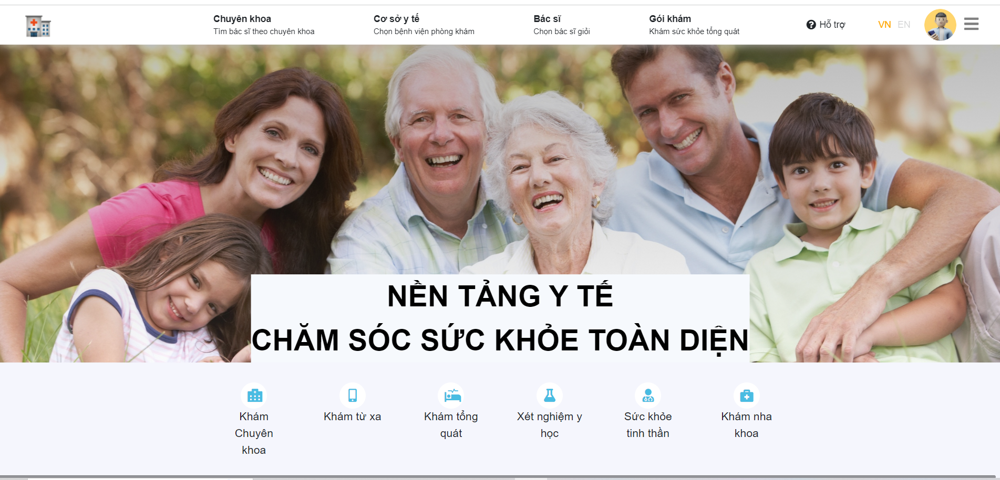 Chuyên khoa
Tìm bác sĩ theo chuyên khoa
Cơ sở y tế
Chọn bệnh viện phòng khám
Bác sĩ
Chọn bác sĩ giỏi
Gói khám
Khám sức khỏe tổng quát
Hỗ trợ
VN EN
NỀN TẢNG Y TẾ
CHĂM SÓC SỨC KHỎE TOÀN DIỆN
Khám
Chuyên
khoa
Khám từ xa
Khám tổng
quát
Xét nghiệm y
học
Sức khỏe
tinh thần
Khám nha
khoa